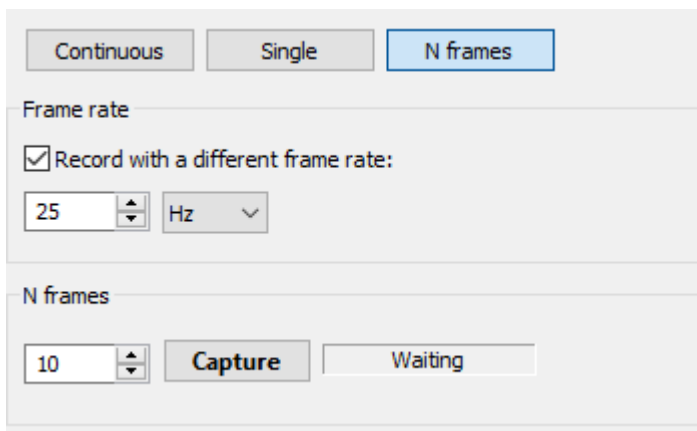 Continuous Single N frames
Frame rate
Record with a different frame rate:
25 Hz
N frames
10 Capture Waiting